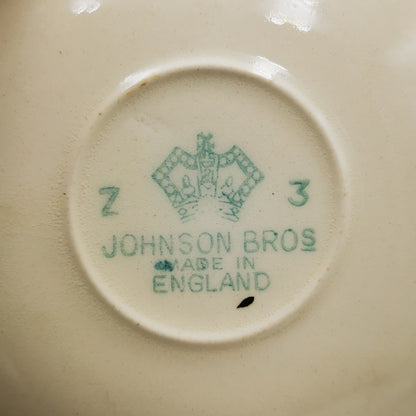 Z 3
JOHNSON BROS
MADE IN
ENGLAND